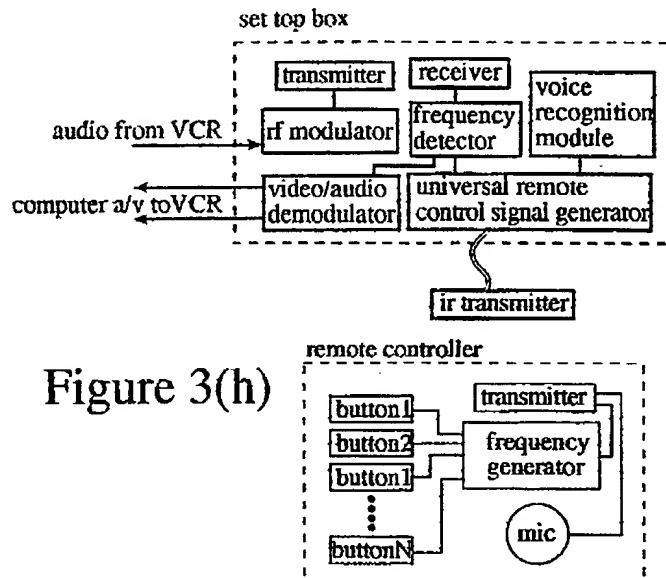 set top box
transmitter
receiver
voice
recognition
module
audio from VCR
rf modulator
frequency
detector
computer a/v toVCR
video/audio
demodulator
universal remote
control signal generator
ir transmitter
remote controller
Figure 3(h)
button1
button2
button1
buttonN
transmitter
frequency
generator
mic